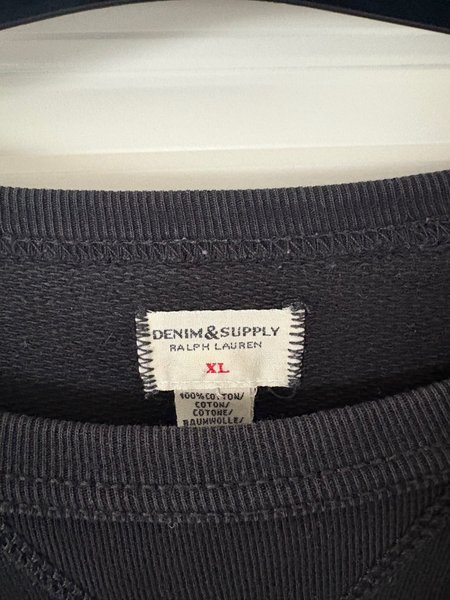 DENIM&SUPPLY
RALPH LAUREN
XL
100%COTTON/
COTON/
COTONE/
BAUMWOLLE/